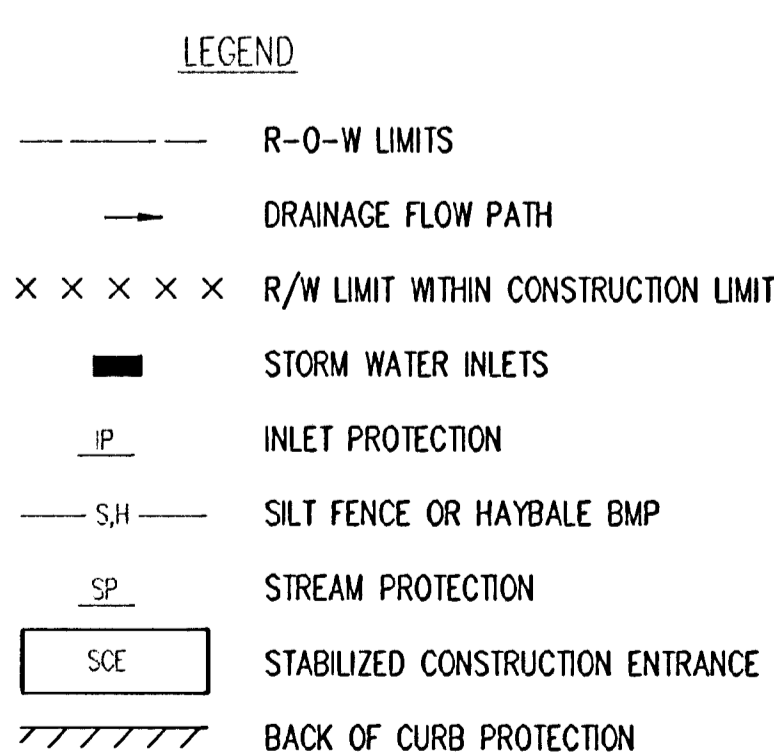 LEGEND
R-O-W LIMITS
DRAINAGE FLOW PATH
R/W LIMIT WITHIN CONSTRUCTION LIMIT
STORM WATER INLETS
IP INLET PROTECTION
S,H SILT FENCE OR HAYBALE BMP
SP STREAM PROTECTION
SCE STABILIZED CONSTRUCTION ENTRANCE
BACK OF CURB PROTECTION